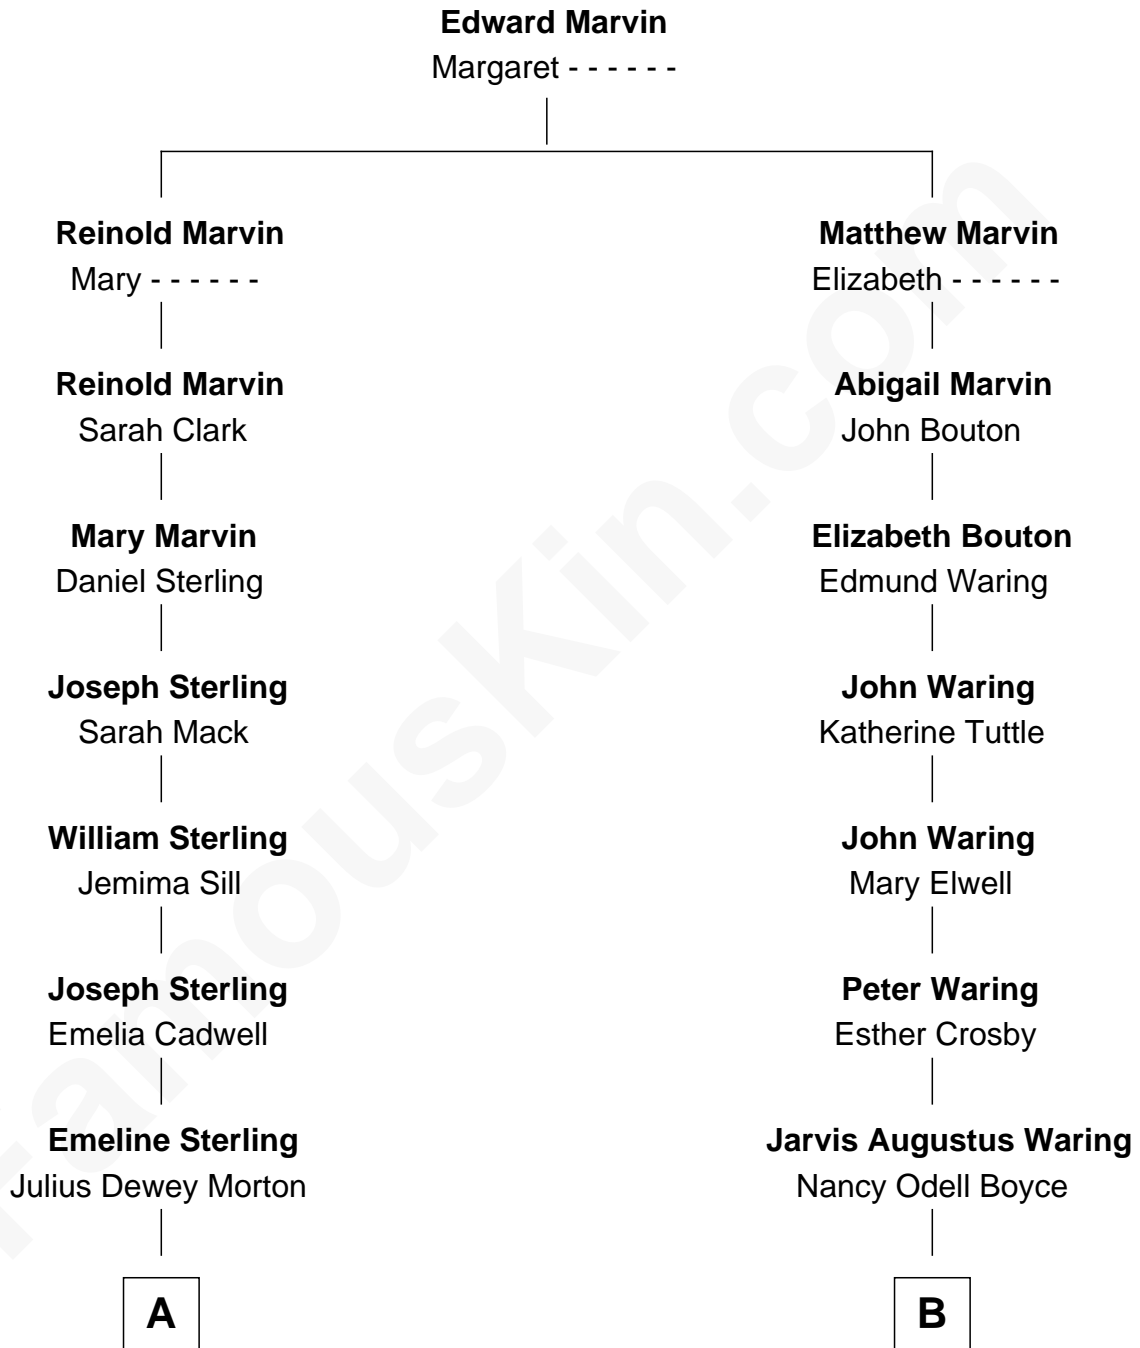 Edward Marvin
Margaret - - - - - -
Reinold Marvin
Mary - - - - - -
Matthew Marvin
Elizabeth - - - - - -
Reinold Marvin
Sarah Clark
Abigail Marvin
John Bouton
Mary Marvin
Daniel Sterling
Elizabeth Bouton
Edmund Waring
Joseph Sterling
Sarah Mack
John Waring
Katherine Tuttle
William Sterling
Jemima Sill
John Waring
Mary Elwell
Joseph Sterling
Emelia Cadwell
Peter Waring
Esther Crosby
Emeline Sterling
Julius Dewey Morton
Jarvis Augustus Waring
Nancy Odell Boyce
A
B
FamousKin.com